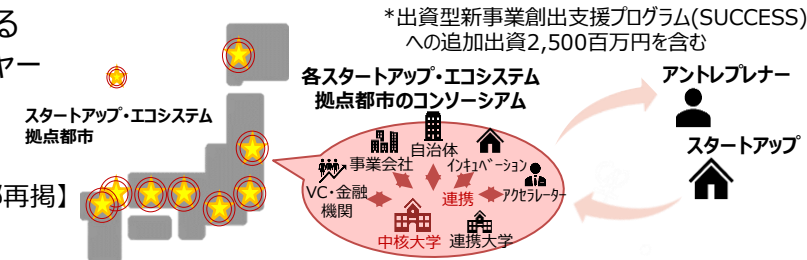 る
*出資型新事業創出支援プログラム(SUCCESS)
への追加出資2,500百万円を含む
ャー
各スタートアップ・エコシステム
拠点都市のコンソーシアム
アントレプレナー
スタートアップ・エコシステム
拠点都市
自治体
スタートアップ
事業会社
インキュベーション
VC・金融
機関
連携
アクセラレーター
再掲】
中核大学
連携大学